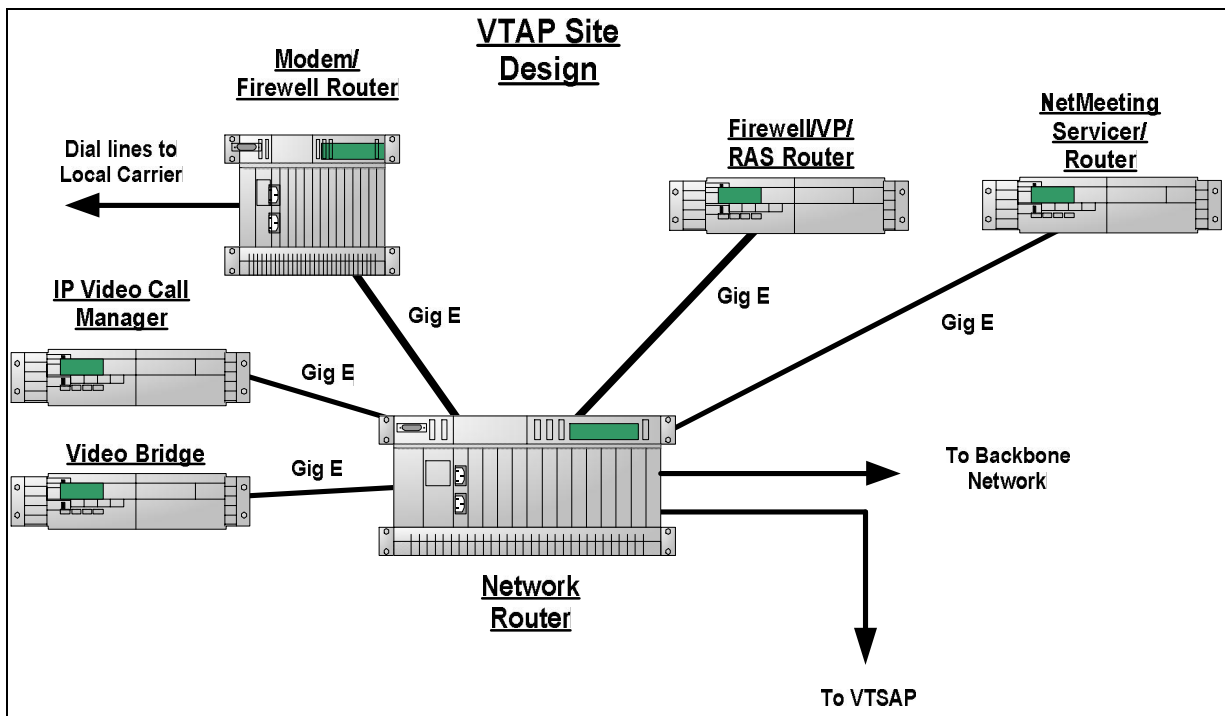 VTAP Site
Design
Modem/
Firewell Router
Dial lines to
Local Carrier
Firewell/VP/
RAS Router
NetMeeting
Servicer/
Router
IP Video Call
Manager
Gig E
Gig E
Gig E
Gig E
Video Bridge
Gig E
To Backbone
Network
Network
Router
To VTSAP